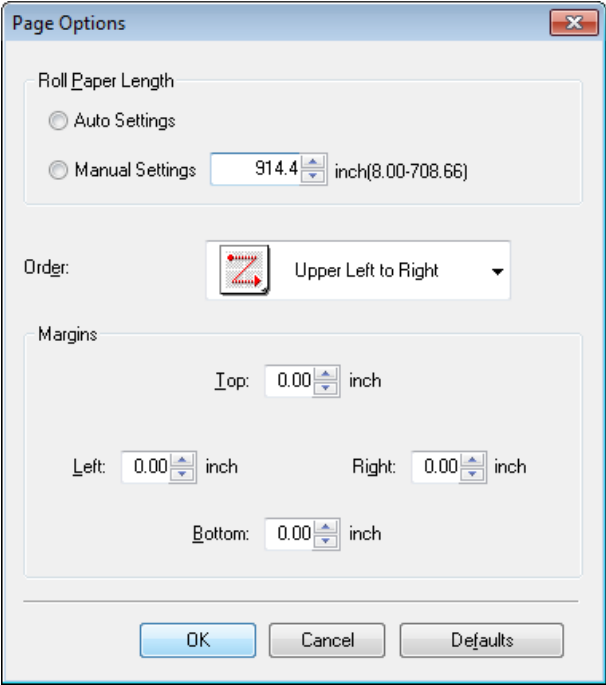 Page Options
Roll Paper Length
Auto Settings
Manual Settings 914.4 inch(8.00-708.66)
Order: Upper Left to Right
Margins
Top: 0.00 inch
Left: 0.00 inch Right: 0.00 inch
Bottom: 0.00 inch
OK Cancel Defaults